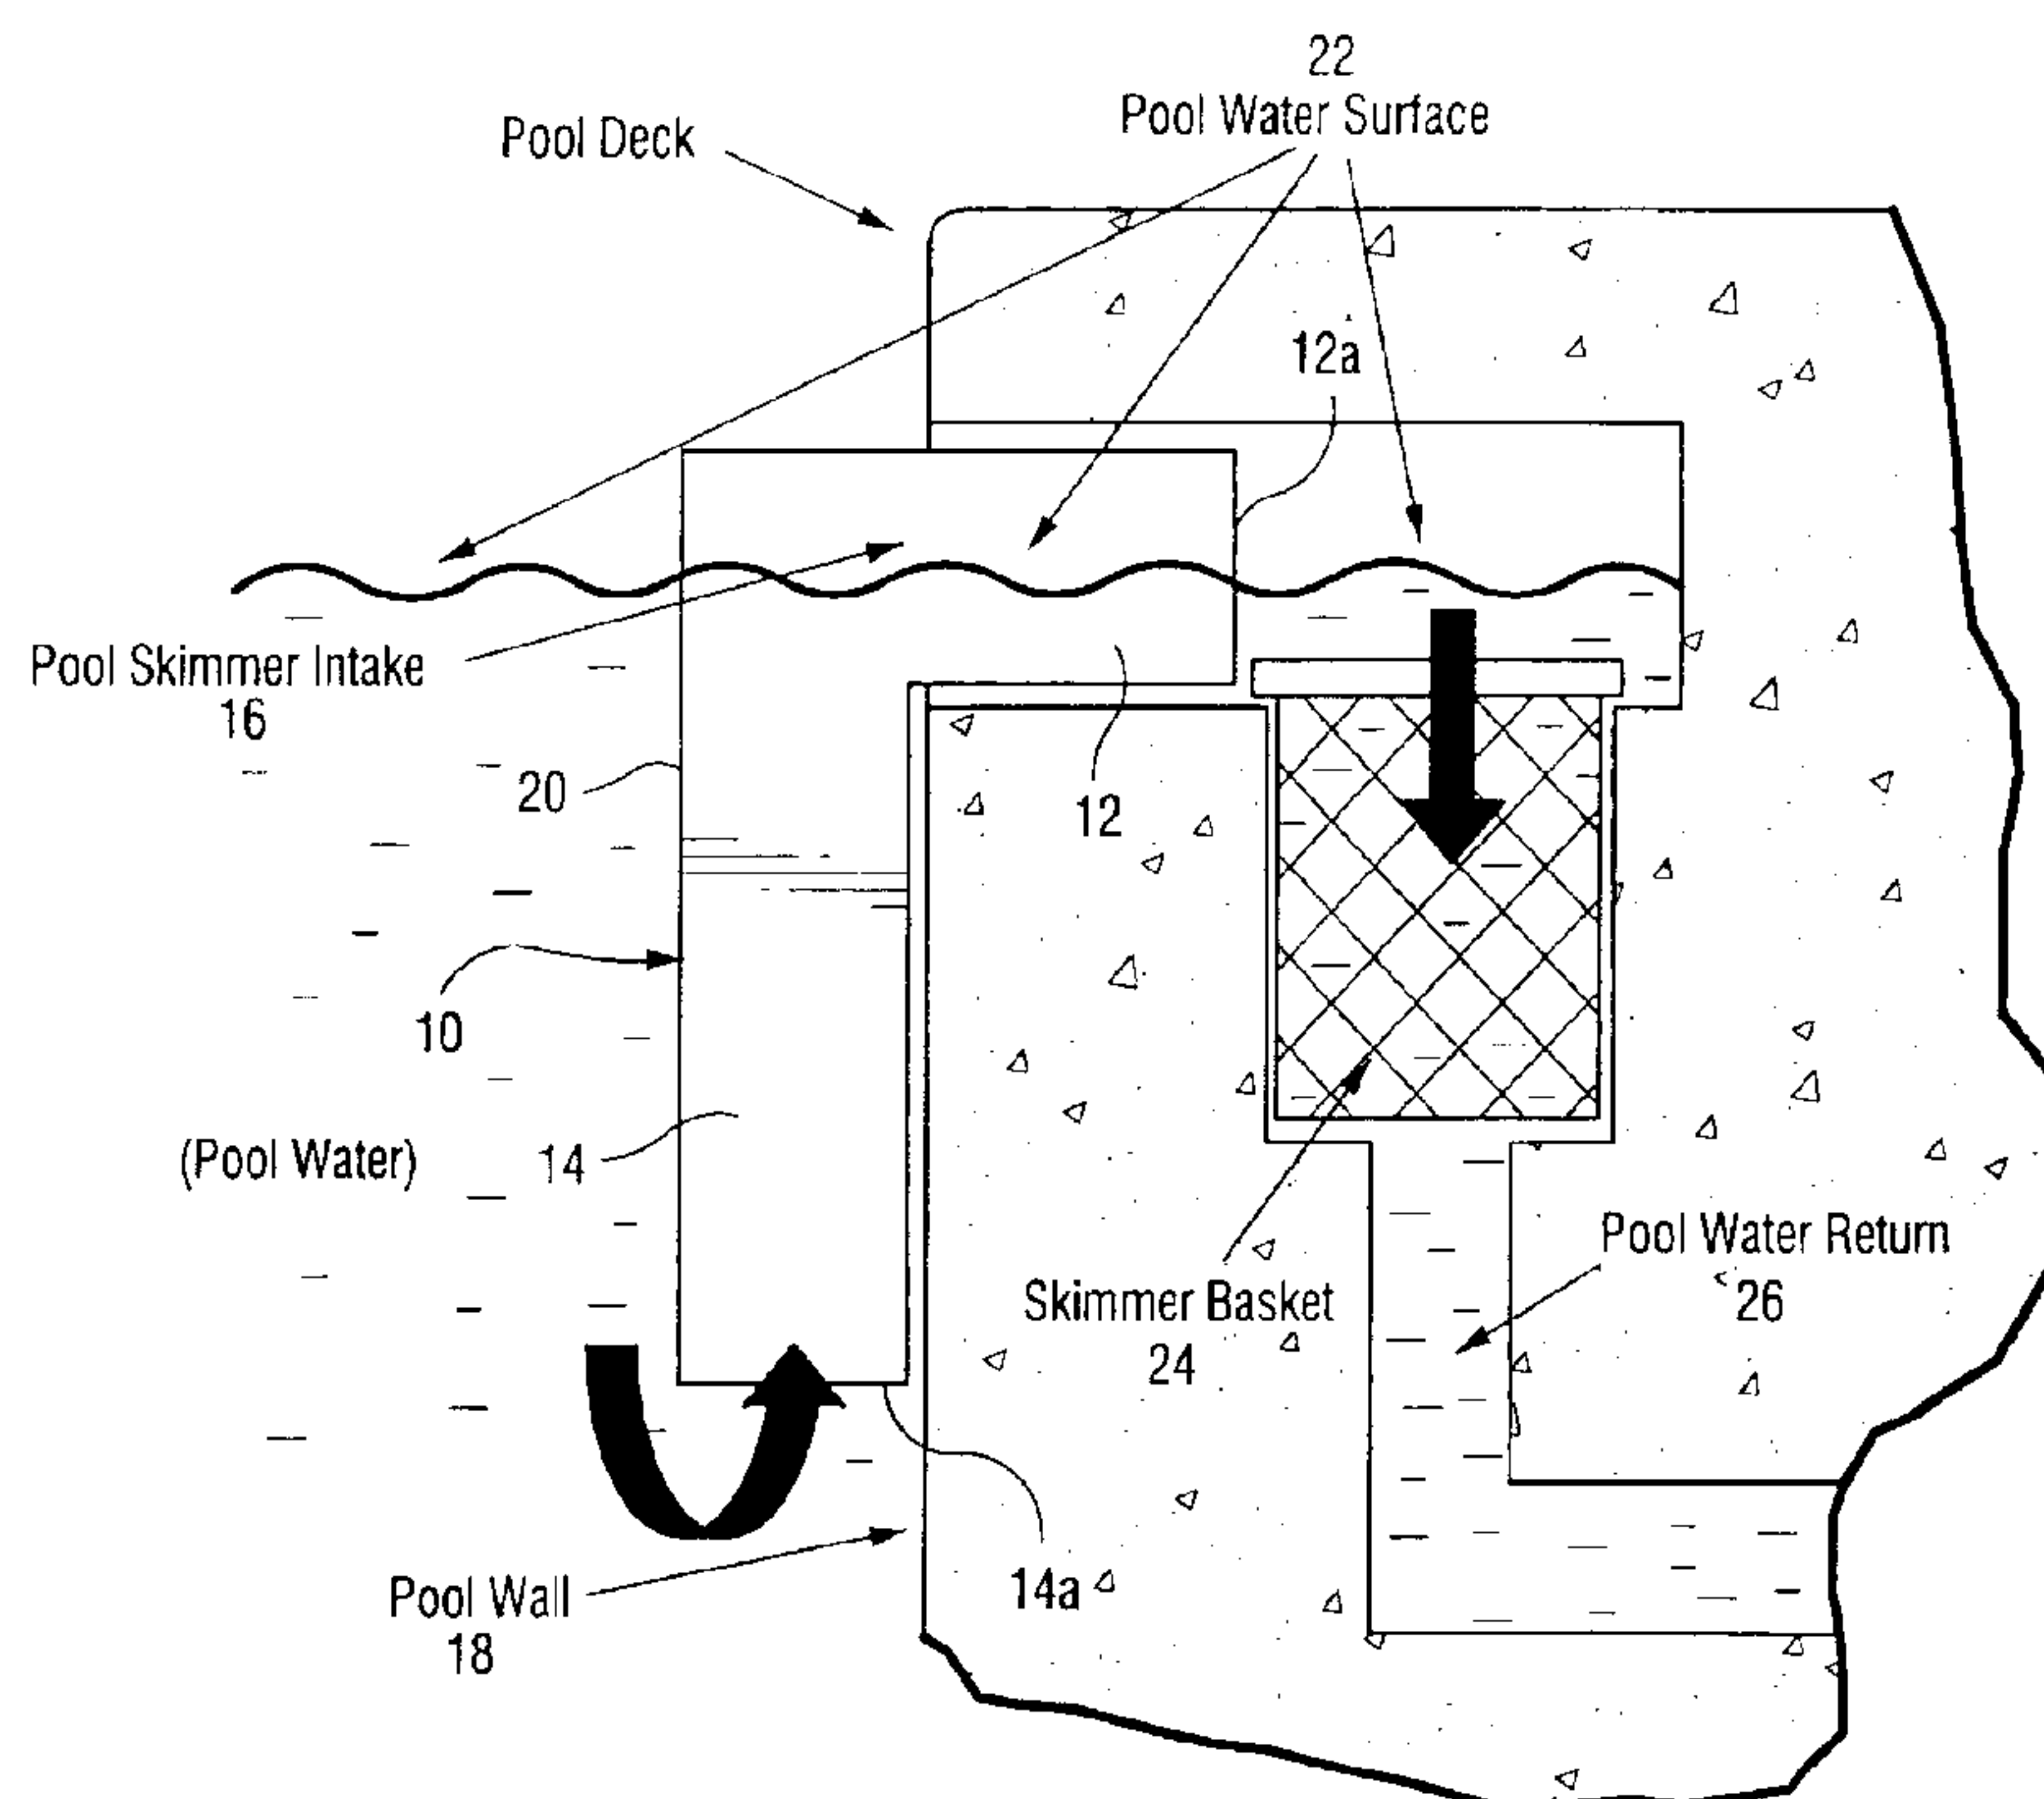 22
Pool Water Surface
Pool Deck
12a
Pool Skimmer Intake
16
20
12
10
(Pool Water)
14
Pool Water Return
26
Skimmer Basket
24
14a
Pool Wall
18